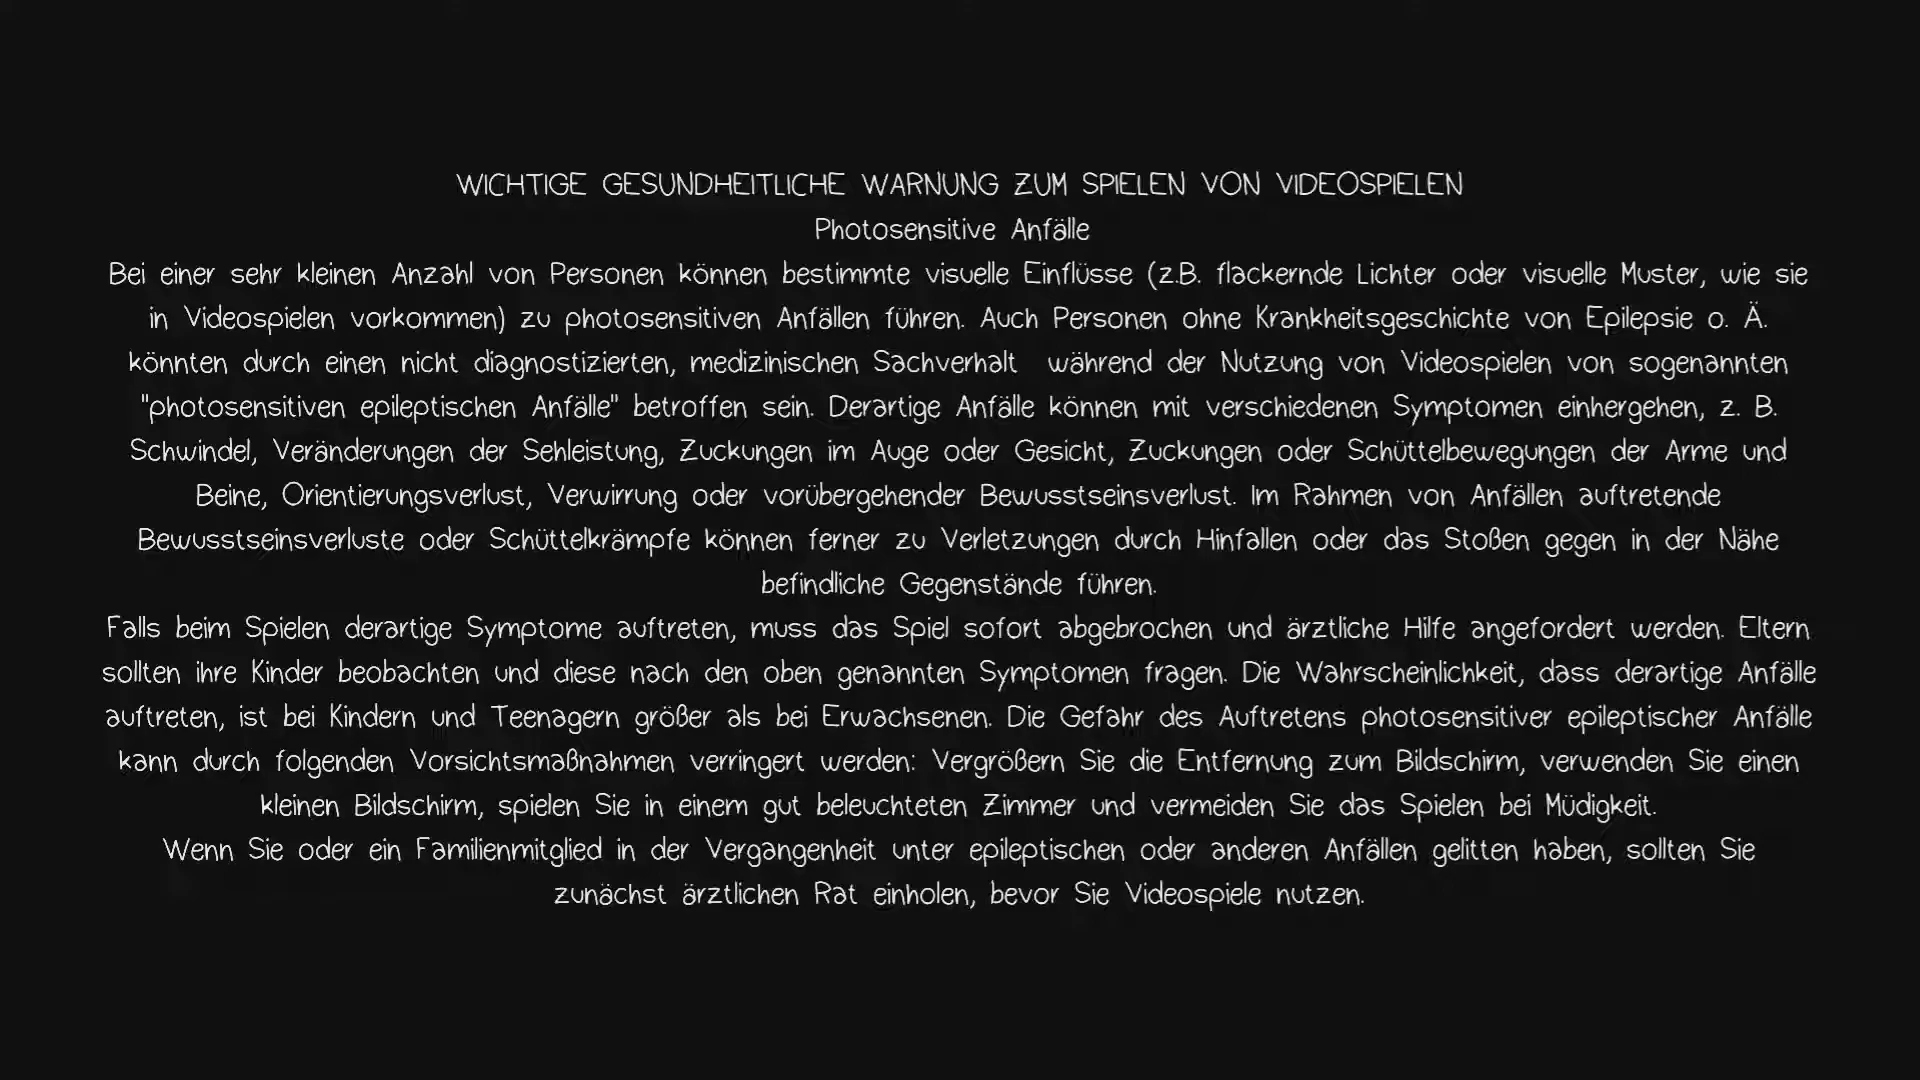 WICHTIGE GESUNDHEITLICHE WARNUNG ZUM SPIELEN VON VIDEOSPIELEN
Photosensitive Anfälle
Bei einer sehr kleinen Anzahl von Personen können bestimmte visuelle Einflüsse (z.B. flackernde Lichter oder visuelle Muster, wie sie
in Videospielen vorkommen) zu photosensitiven Anfällen führen. Auch Personen ohne Krankheitsgeschichte von Epilepsie o. Ä.
könnten durch einen nicht diagnostizierten, medizinischen Sachverhalt  während der Nutzung von Videospielen von sogenannten
"photosensitiven epileptischen Anfälle" betroffen sein. Derartige Anfälle können mit verschiedenen Symptomen einhergehen, z. B.
Schwindel, Veränderungen der Sehleistung, Zuckungen im Auge oder Gesicht, Zuckungen oder Schüttelbewegungen der Arme und
Beine, Orientierungsverlust, Verwirrung oder vorübergehender Bewusstseinsverlust. Im Rahmen von Anfällen auftretende
Bewusstseinsverluste oder Schüttelkrämpfe können ferner zu Verletzungen durch Hinfallen oder das Stoßen gegen in der Nähe
befindliche Gegenstände führen.
Falls beim Spielen derartige Symptome auftreten, muss das Spiel sofort abgebrochen und ärztliche Hilfe angefordert werden. Eltern
sollten ihre Kinder beobachten und diese nach den oben genannten Symptomen fragen. Die Wahrscheinlichkeit, dass derartige Anfälle
auftreten, ist bei Kindern und Teenagern größer als bei Erwachsenen. Die Gefahr des Auftretens photosensitiver epileptischer Anfälle
kann durch folgenden Vorsichtsmaßnahmen verringert werden: Vergrößern Sie die Entfernung zum Bildschirm, verwenden Sie einen
kleinen Bildschirm, spielen Sie in einem gut beleuchteten Zimmer und vermeiden Sie das Spielen bei Müdigkeit.
Wenn Sie oder ein Familienmitglied in der Vergangenheit unter epileptischen oder anderen Anfällen gelitten haben, sollten Sie
zunächst ärztlichen Rat einholen, bevor Sie Videospiele nutzen.